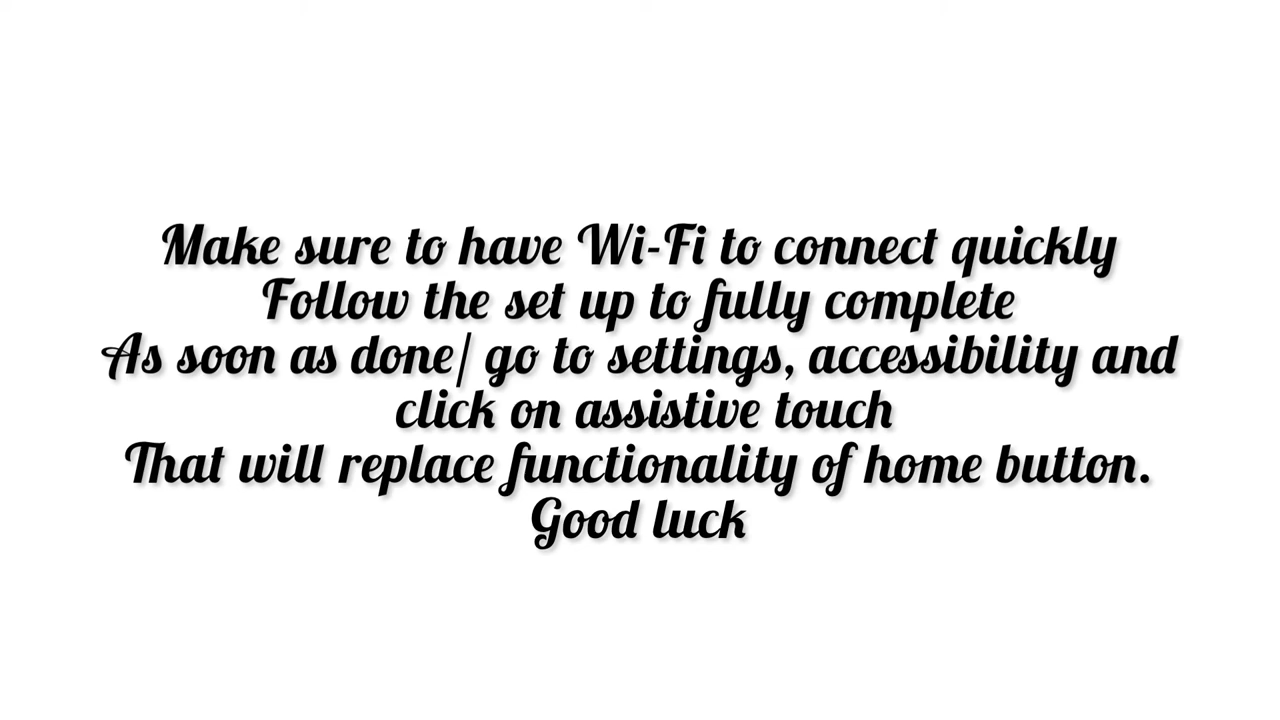 Make sure to have Wi-Fi to connect quickly
Follow the set up to fully complete
As soon as done/ go to settings, accessibility and
click on assistive touch
That will replace functionality of home button.
Good luck